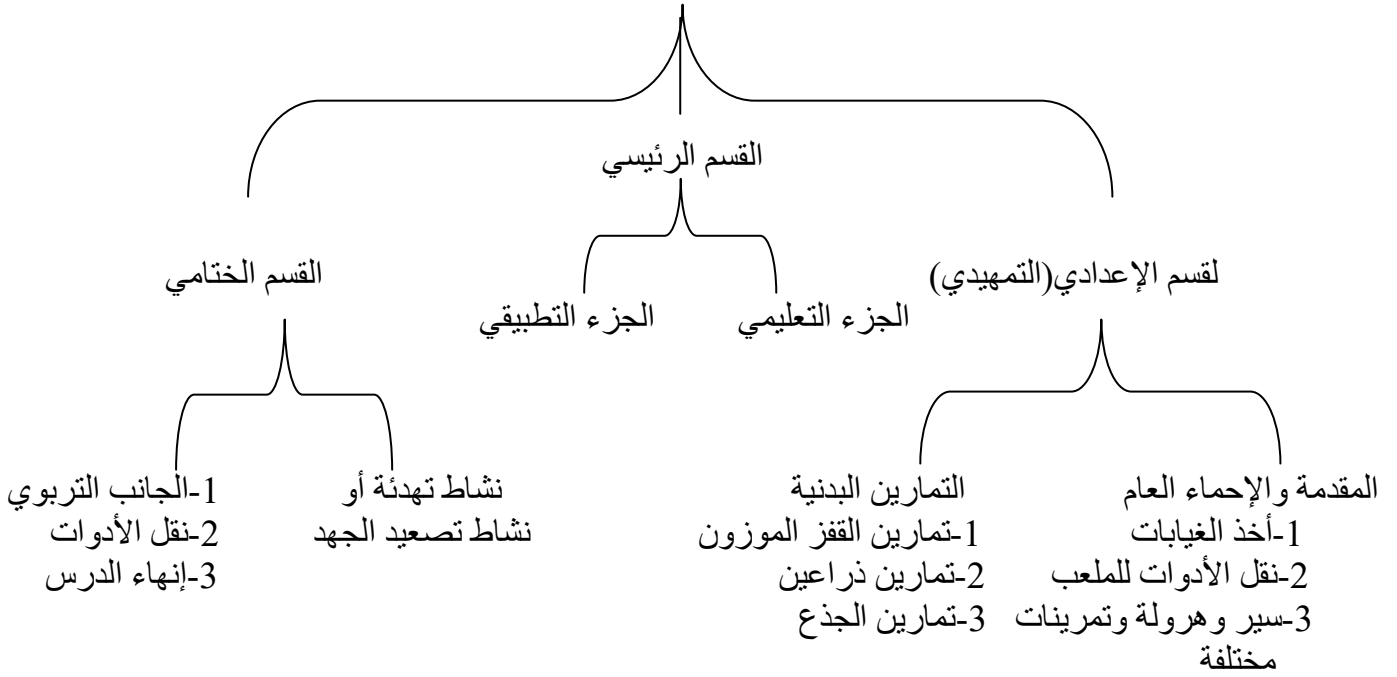 القسم الرئيسي
لقسم الإعدادي(التمهيدي)
القسم الختامي
الجزء التعليمي
الجزء التطبيقي
المقدمة والإحماء العام
1-أخذ الغيابات
2-نقل الأدوات للملعب
3-سير وهرولة وتمرينات
مختلفة
التمارين البدنية
1-تمارين القفز الموزون
2-تمارين ذراعين
3-تمارين الجذع
نشاط تهدئة أو
نشاط تصعيد الجهد
1-الجانب التربوي
2-نقل الأدوات
3-إنهاء الدرس